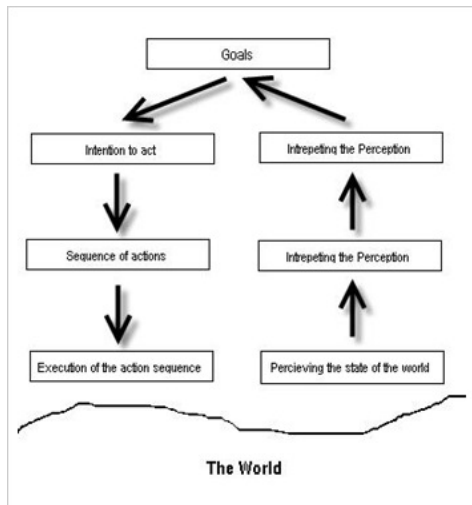 Goals
Intention to act
Intrepeting the Perception
Sequence of actions
Intrepeting the Perception
Execution of the action sequence
Percieving the state of the world
The World